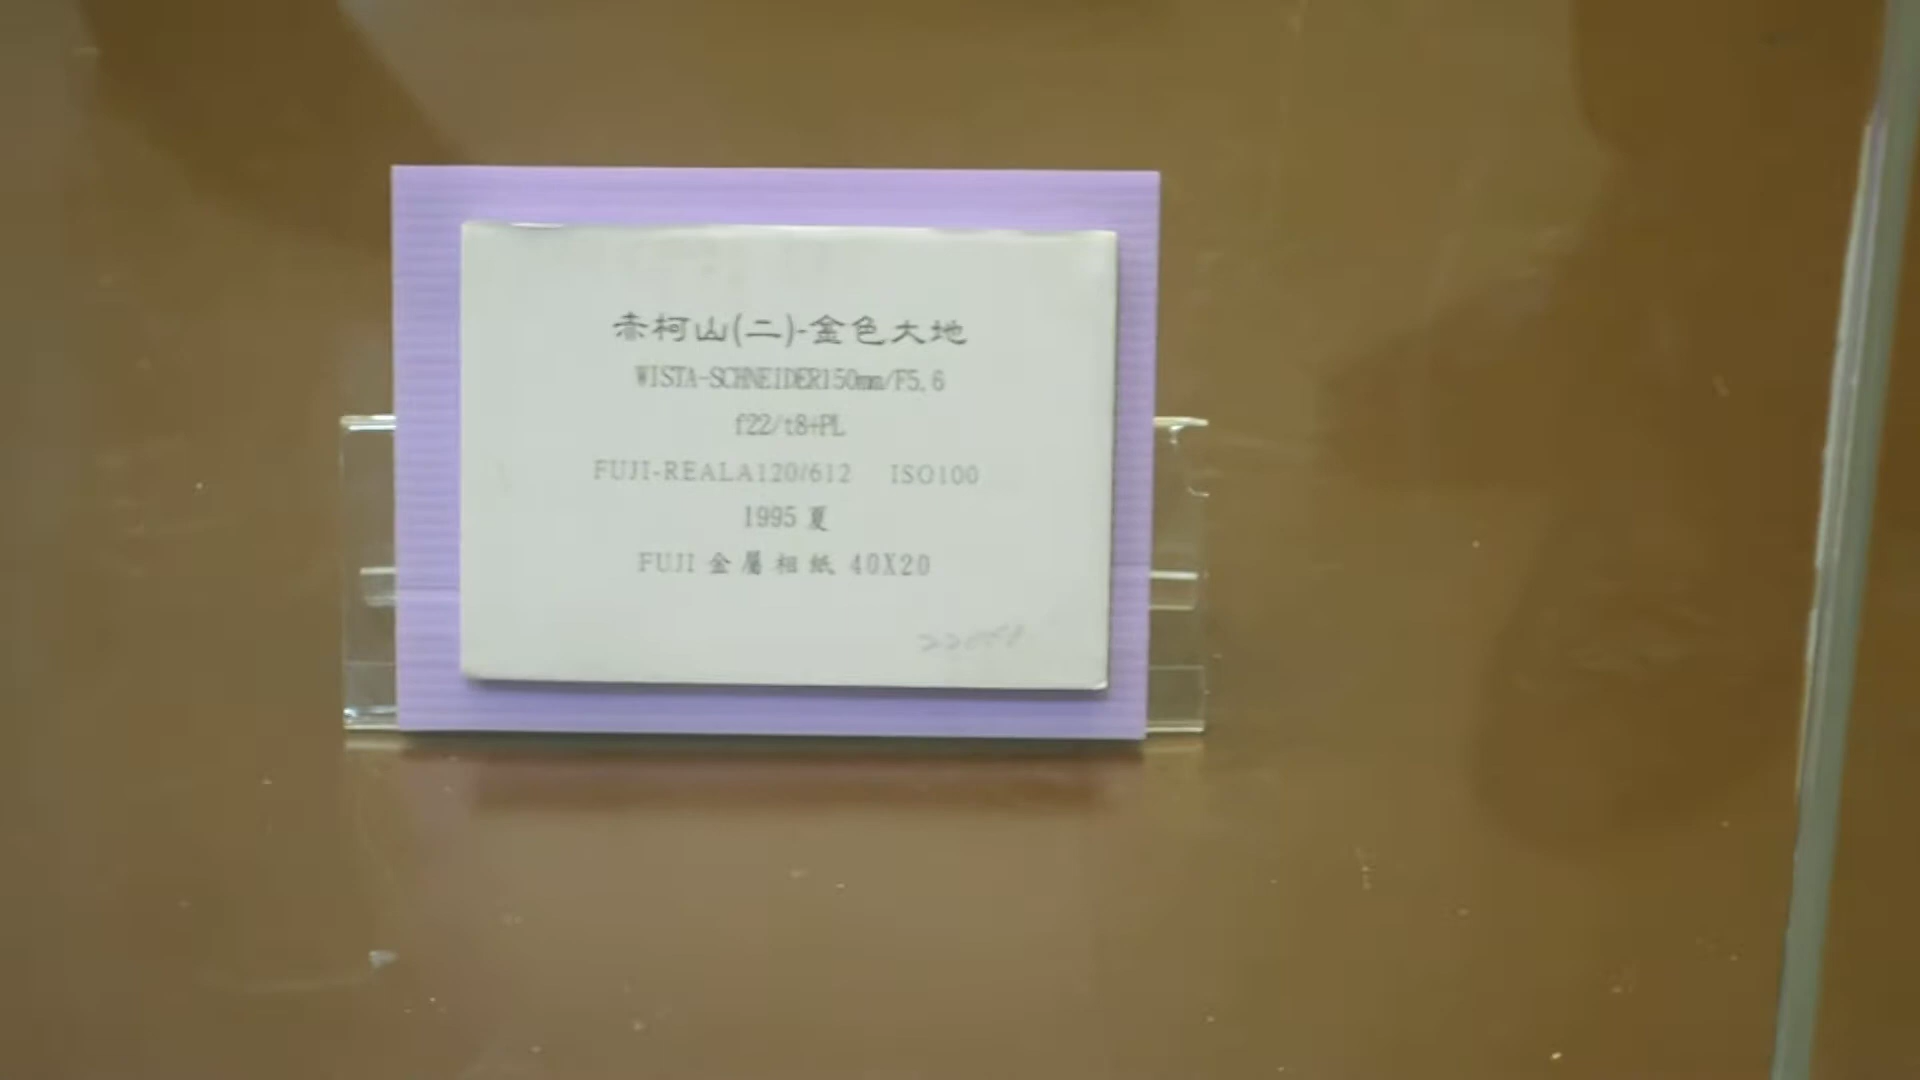 赤柯山(二)-金色大地
WISTA-SCHNEIDER150mm/F5.6
f22/t8+PL
FUJI-REALA120/612 ISO100
1995 夏
FUJI 金屬相紙 40X20